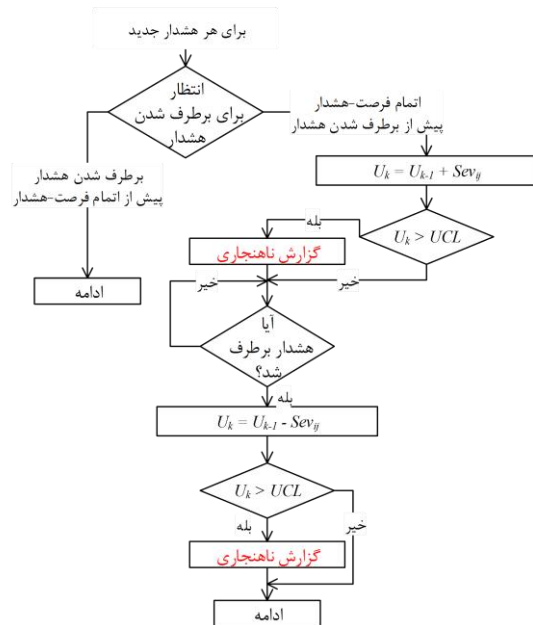 برای هر هشدار جدید
انتظار
برای برطرف شدن
هشدار
اتمام فرصت-هشدار
پیش از برطرف شدن هشدار
برطرف شدن هشدار
پیش از اتمام فرصت-هشدار
ادامه
U_k = U_{k-1} + Sev_{ij}
U_k > UCL
بله
خیر
گزارش ناهنجاری
خیر
آیا
هشدار برطرف
شد؟
بله
U_k = U_{k-1} - Sev_{ij}
U_k > UCL
بله
خیر
گزارش ناهنجاری
ادامه